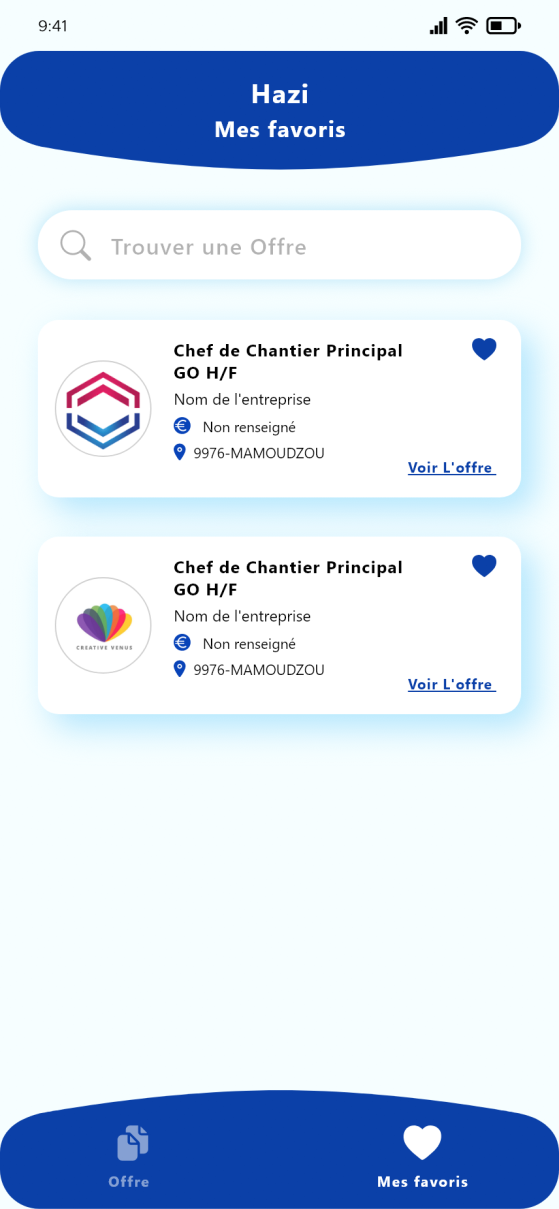 9:41
Hazi
Mes favoris
Trouver une Offre
Chef de Chantier Principal
GO H/F
Nom de l'entreprise
Non renseigné
9976-MAMOUDZOU
Voir L'offre
CREATIVE VENUS
Chef de Chantier Principal
GO H/F
Nom de l'entreprise
Non renseigné
9976-MAMOUDZOU
Voir L'offre
Offre
Mes favoris